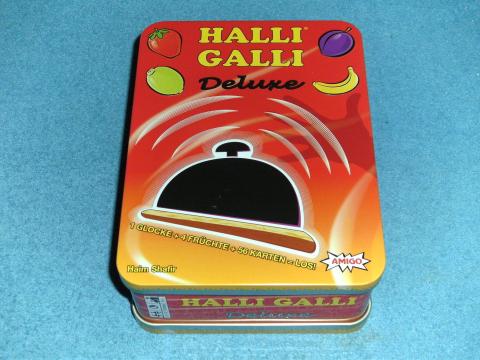 HALLI
GALLI
Deluxe
1 GLOCKE + 4 FRÜCHTE + 56 KARTEN = LOS!
Haim Shafir
AMIGO
HALLI GALLI
Deluxe